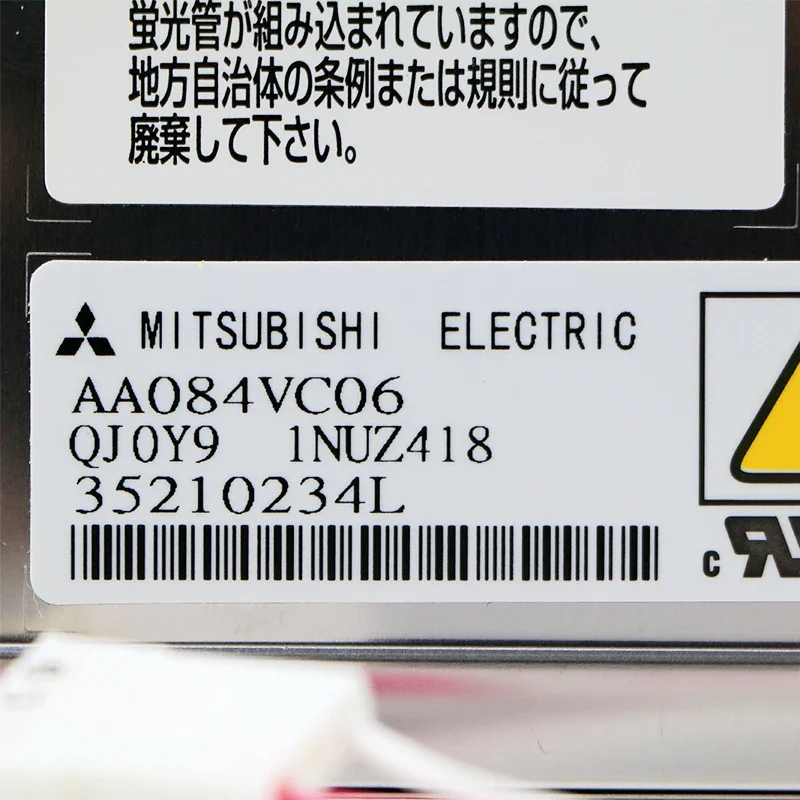 蛍光管が組み込まれていますので、
地方自治体の条例または規則に従って
廃棄して下さい。
MITSUBISHI ELECTRIC
AA084VC06
QJ0Y9 1NUZ418
35210234L
c